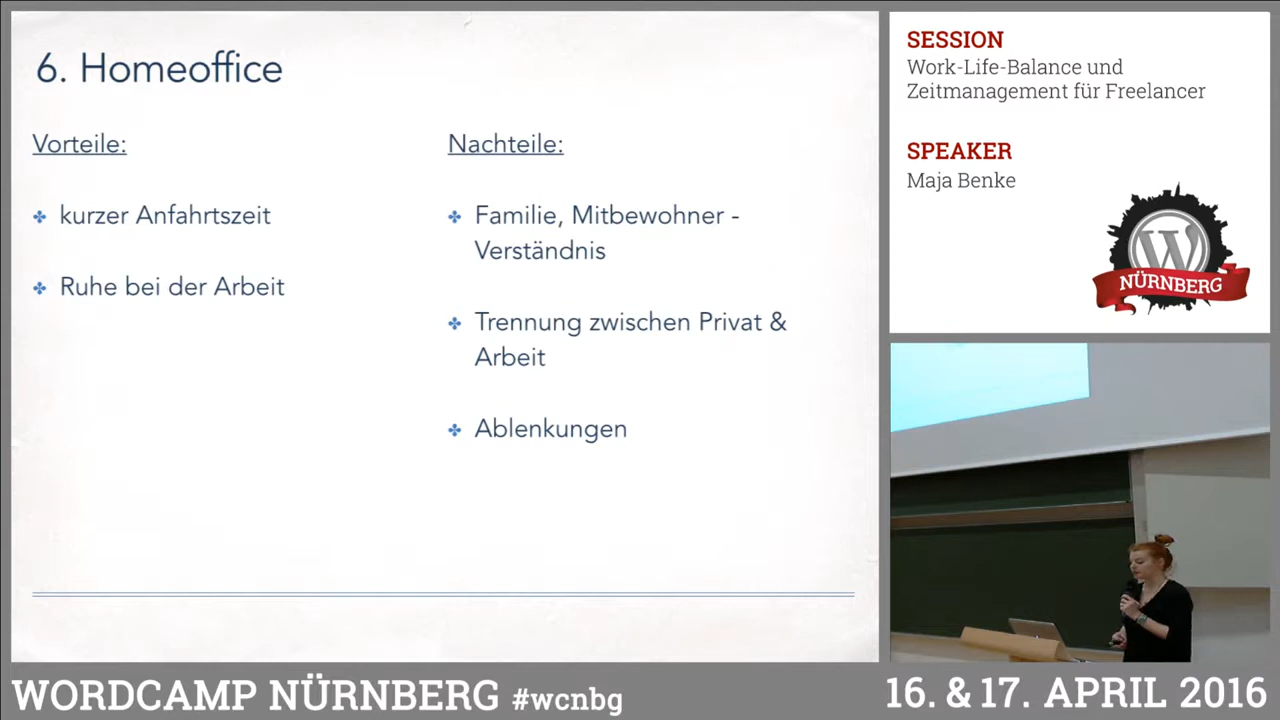 6. Homeoffice
Vorteile:
kurzer Anfahrtszeit
Ruhe bei der Arbeit
Nachteile:
Familie, Mitbewohner -
Verständnis
Trennung zwischen Privat &
Arbeit
Ablenkungen
SESSION
Work-Life-Balance und
Zeitmanagement für Freelancer
SPEAKER
Maja Benke
W
NÜRNBERG
WORDCAMP NÜRNBERG #wcnbg
16. & 17. APRIL 2016